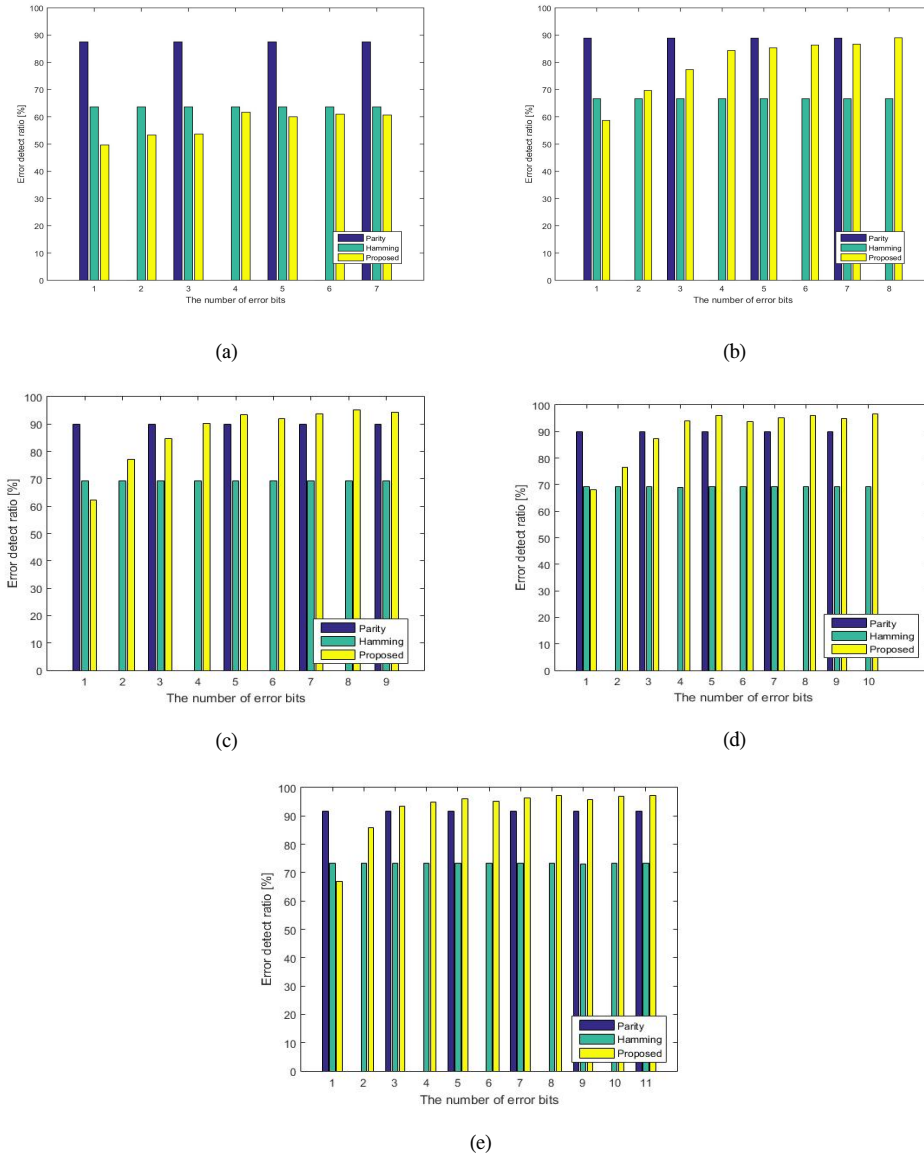 100
90
80
70
60
50
40
30
20
10
0
Error detect ratio [%]
Parity
Hamming
Proposed
1 2 3 4 5 6 7
The number of error bits
(a)
100
90
80
70
60
50
40
30
20
10
0
Error detect ratio [%]
Parity
Hamming
Proposed
1 2 3 4 5 6 7 8
The number of error bits
(b)
100
90
80
70
60
50
40
30
20
10
0
Error detect ratio [%]
Parity
Hamming
Proposed
1 2 3 4 5 6 7 8 9
The number of error bits
(c)
100
90
80
70
60
50
40
30
20
10
0
Error detect ratio [%]
Parity
Hamming
Proposed
1 2 3 4 5 6 7 8 9 10
The number of error bits
(d)
100
90
80
70
60
50
40
30
20
10
0
Error detect ratio [%]
Parity
Hamming
Proposed
1 2 3 4 5 6 7 8 9 10 11
The number of error bits
(e)